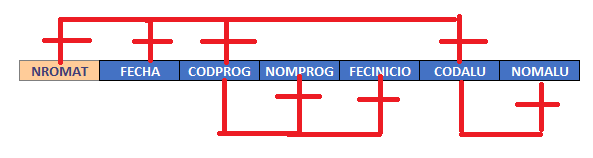 NROMAT FECHA CODPROG NOMPROG FECINICIO CODALU NOMALU